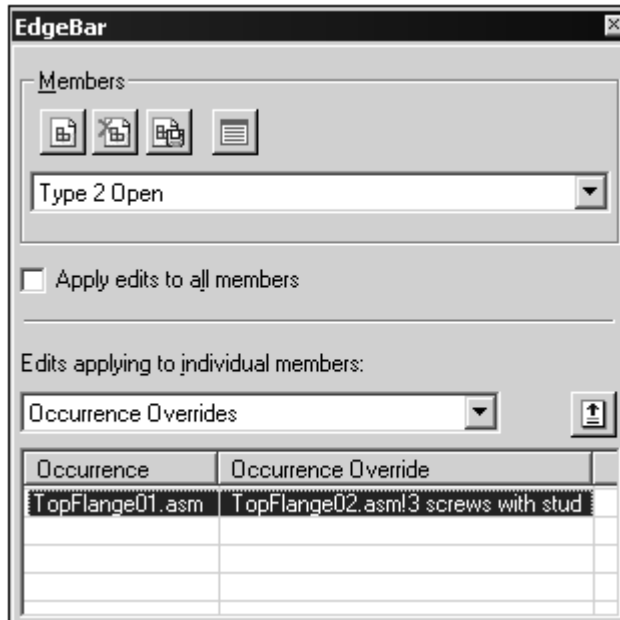 EdgeBar
Members
Type 2 Open
Apply edits to all members
Edits applying to individual members:
Occurrence Overrides
Occurrence Occurrence Override
TopFlange01.asm TopFlange02.asm!3 screws with stud